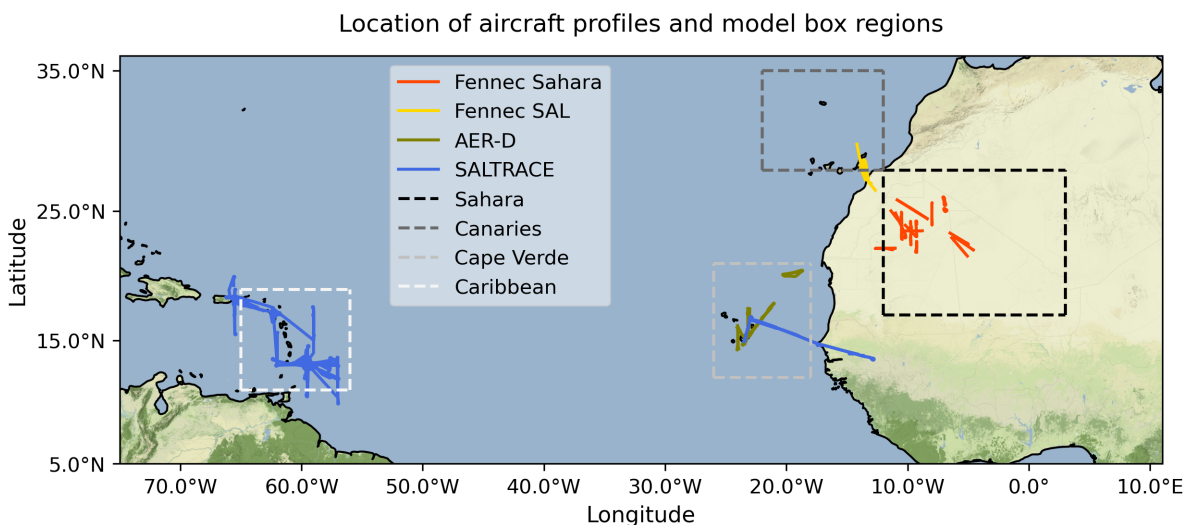 Location of aircraft profiles and model box regions
35.0°N
25.0°N
15.0°N
5.0°N
Latitude
Fennec Sahara
Fennec SAL
AER-D
SALTRACE
Sahara
Canaries
Cape Verde
Caribbean
70.0°W 60.0°W 50.0°W 40.0°W 30.0°W 20.0°W 10.0°W 0.0° 10.0°E
Longitude